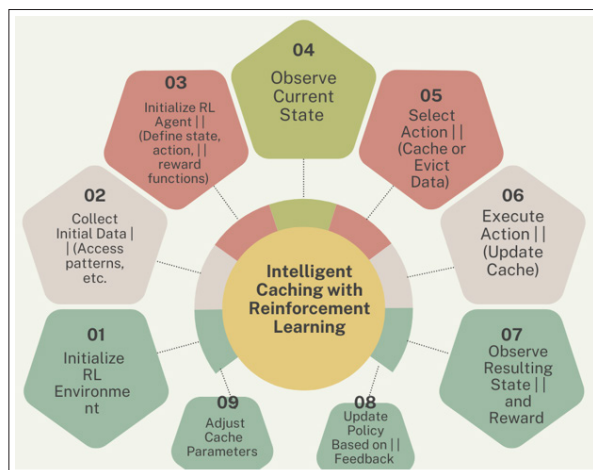 04
Observe
Current
State
03
Initialize RL
Agent ||
(Define state,
action, ||
reward
functions)
05
Select
Action ||
(Cache or
Evict Data)
02
Collect
Initial Data |
| (Access
patterns,
etc.
06
Execute
Action ||
(Update
Cache)
Intelligent
Caching with
Reinforcement
Learning
01
Initialize
RL
Environme
nt
07
Observe
Resulting
State ||
and
Reward
09
Adjust
Cache
Parameters
08
Update
Policy
Based on ||
Feedback